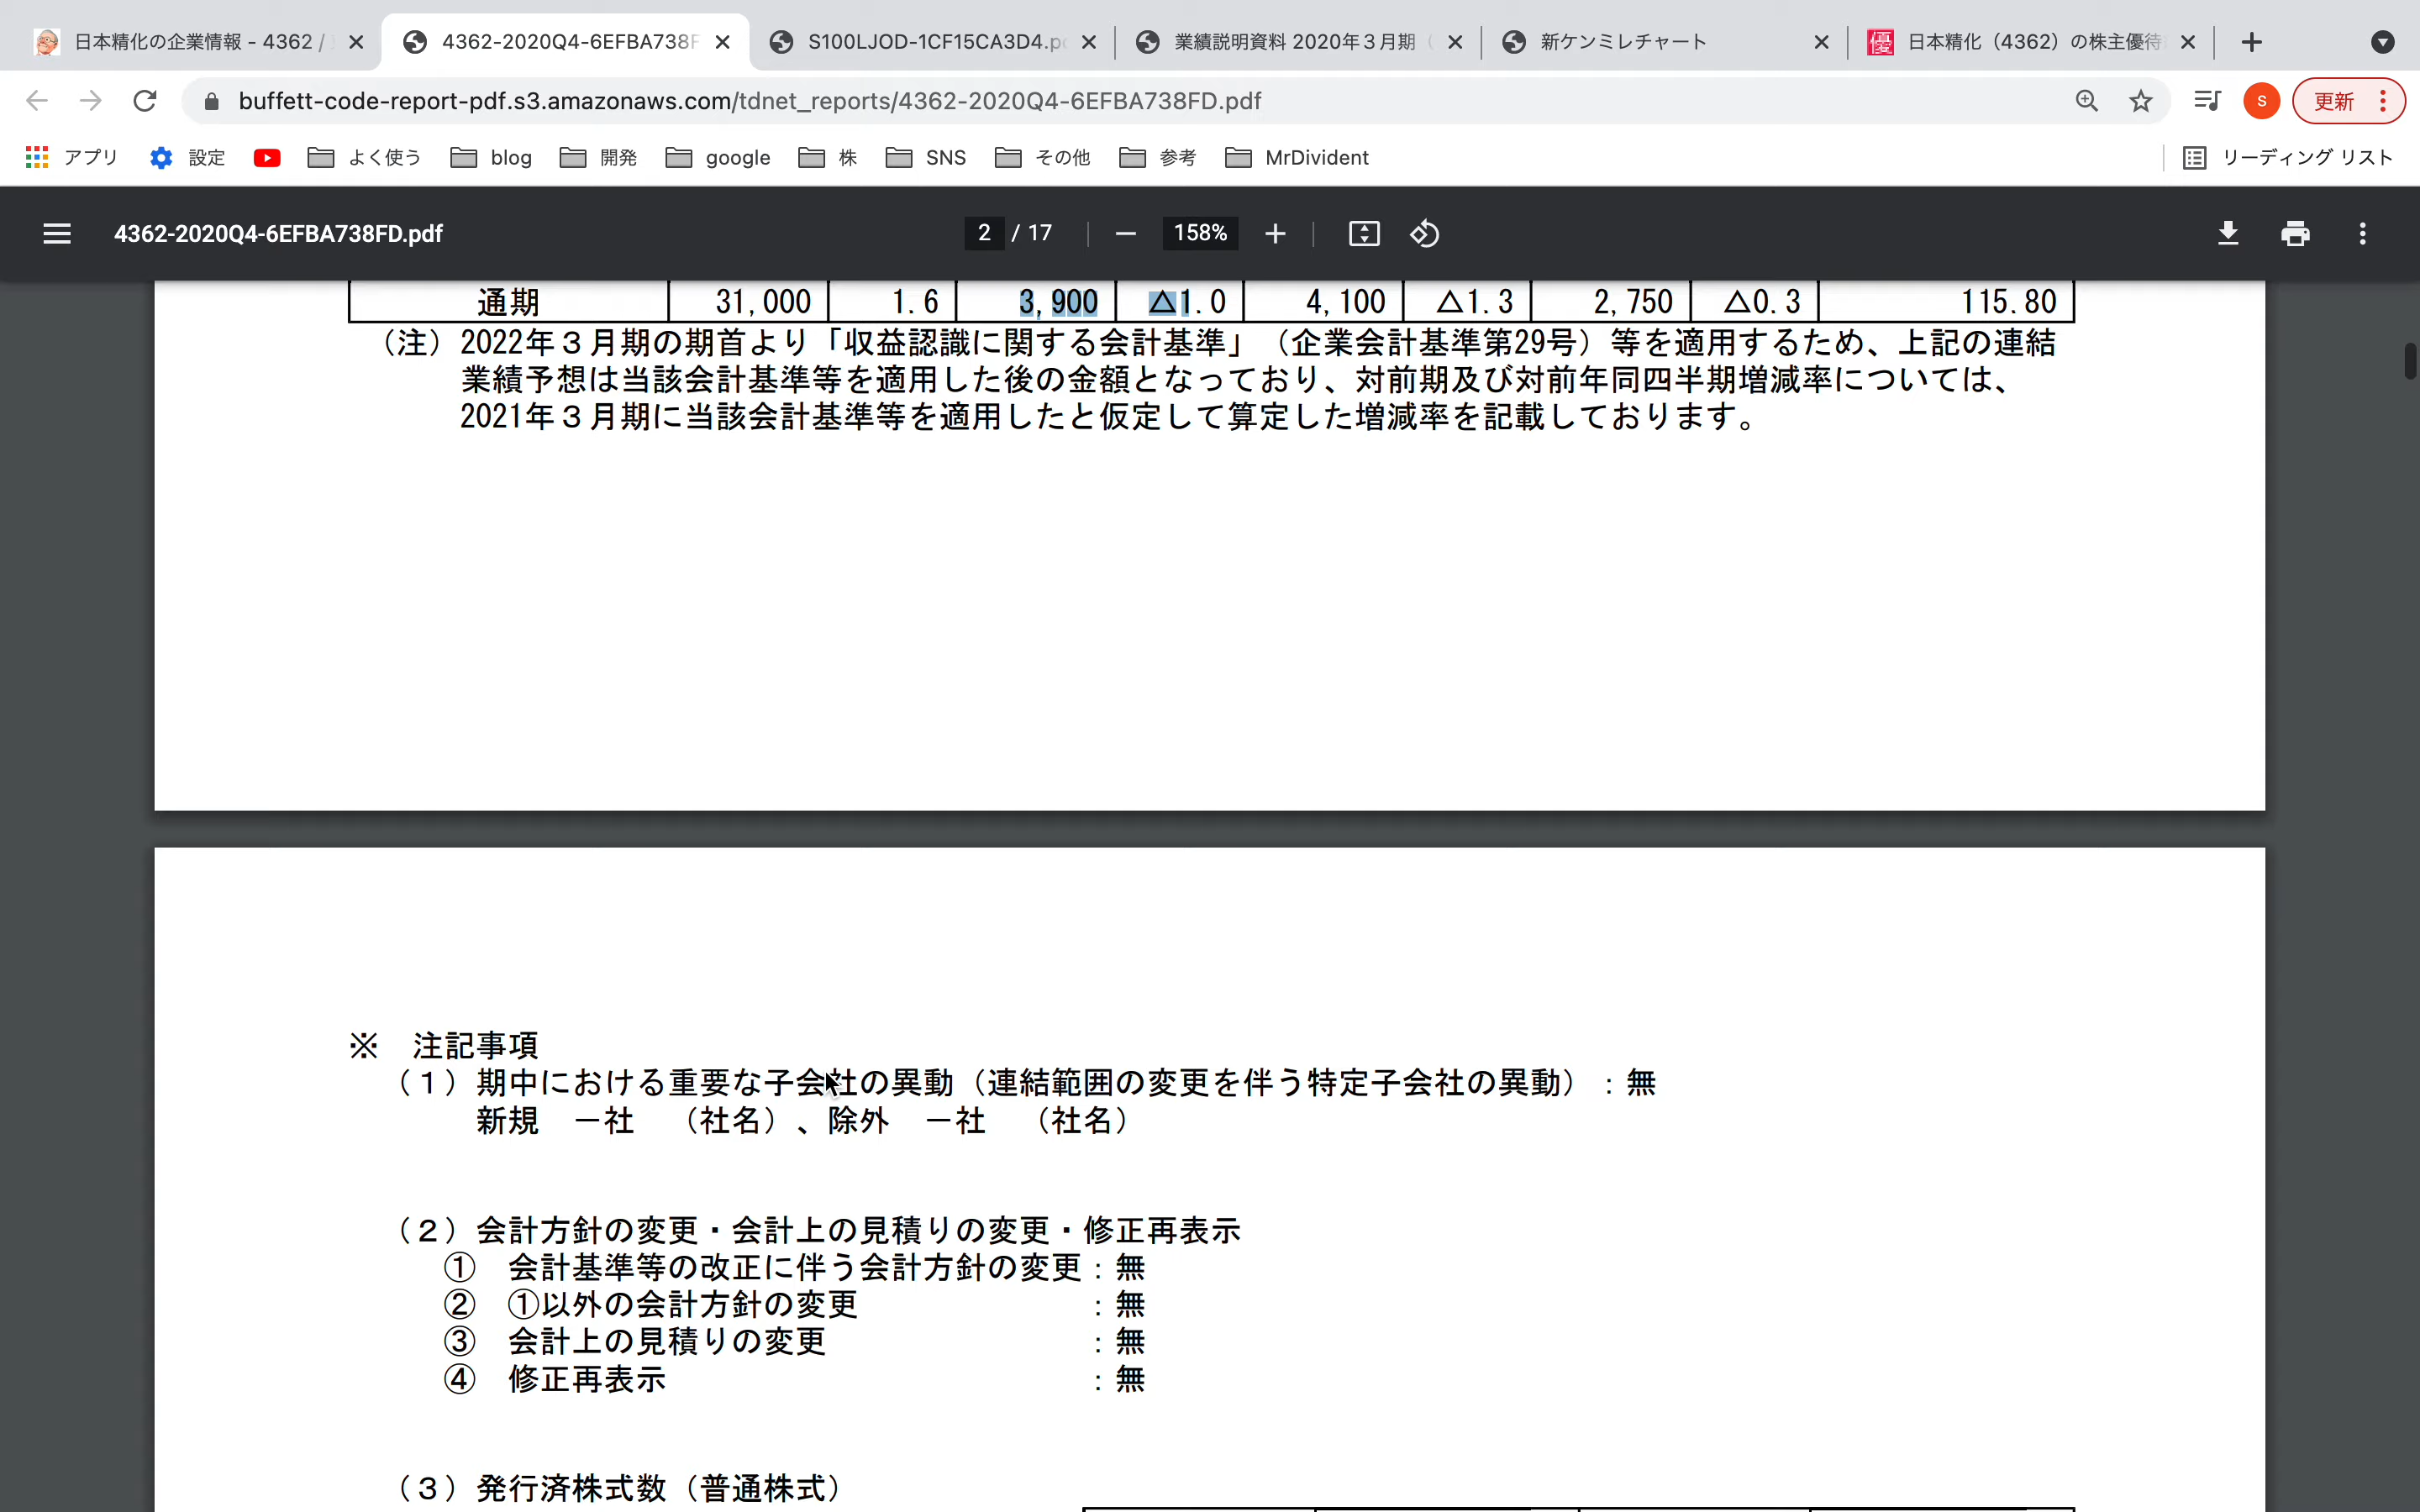 日本精化の企業情報 - 4362 /
4362-2020Q4-6EFBA738F
S100LJOD-1CF15CA3D4.p
業績説明資料 2020年３月期
新ケンミレチャート
優 日本精化（4362）の株主優待
buffett-code-report-pdf.s3.amazonaws.com/tdnet_reports/4362-2020Q4-6EFBA738FD.pdf
S
更新
アプリ 設定 よく使う blog 開発 google 株 SNS その他 参考 MrDivident リーディング リスト
4362-2020Q4-6EFBA738FD.pdf
2 / 17 158%
通期 31,000 1.6 3,900 △1.0 4,100 △1.3 2,750 △0.3 115.80
（注）2022年３月期の期首より「収益認識に関する会計基準」（企業会計基準第29号）等を適用するため、上記の連結
業績予想は当該会計基準等を適用した後の金額となっており、対前期及び対前年同四半期増減率については、
2021年３月期に当該会計基準等を適用したと仮定して算定した増減率を記載しております。
※ 注記事項
（１）期中における重要な子会社の異動（連結範囲の変更を伴う特定子会社の異動）：無
新規 －社 （社名）、除外 －社 （社名）
（２）会計方針の変更・会計上の見積りの変更・修正再表示
① 会計基準等の改正に伴う会計方針の変更：無
② ①以外の会計方針の変更 ：無
③ 会計上の見積りの変更 ：無
④ 修正再表示 ：無
（３）発行済株式数（普通株式）